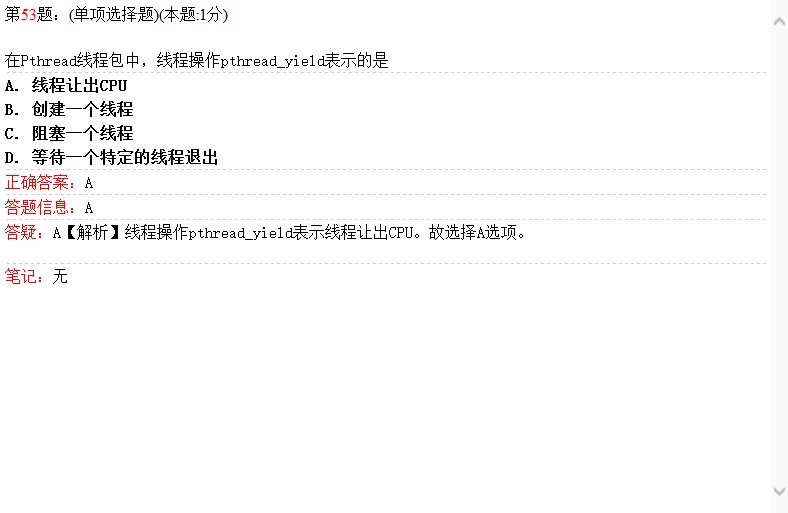 第53题：(单项选择题)(本题:1分)
在Pthread线程包中，线程操作pthread_yield表示的是
A. 线程让出CPU
B. 创建一个线程
C. 阻塞一个线程
D. 等待一个特定的线程退出
正确答案：A
答题信息：A
答疑：A【解析】线程操作pthread_yield表示线程让出CPU。故选择A选项。
笔记：无